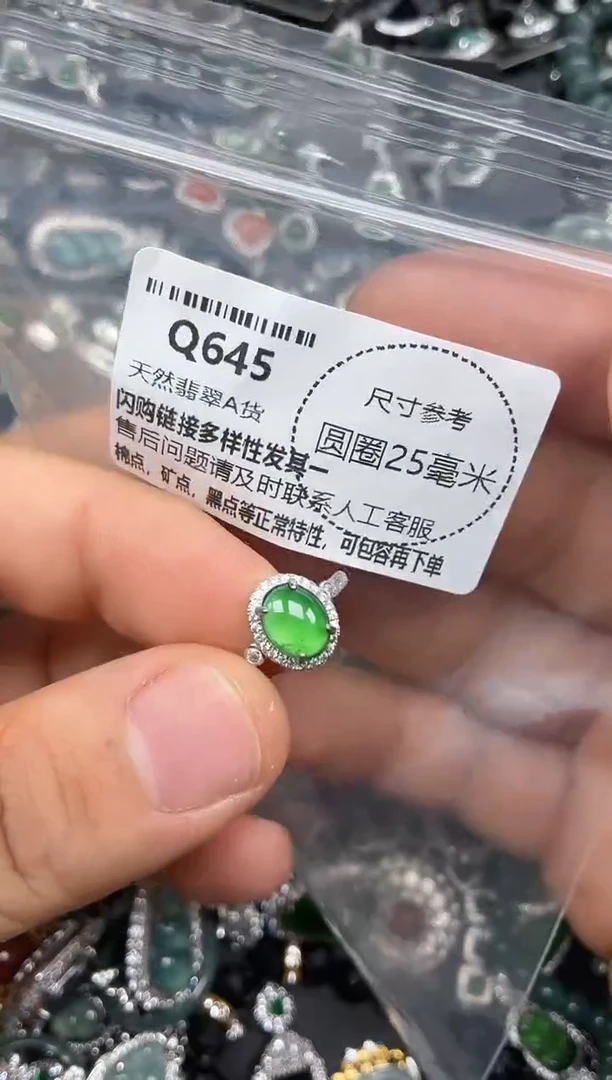 Q645
天然翡翠A货
闪购链接多样性发其一
售后问题请及时联系人工客服
棉点，矿点，黑点等正常特性，可包容再下单
尺寸参考
圆圈25毫米